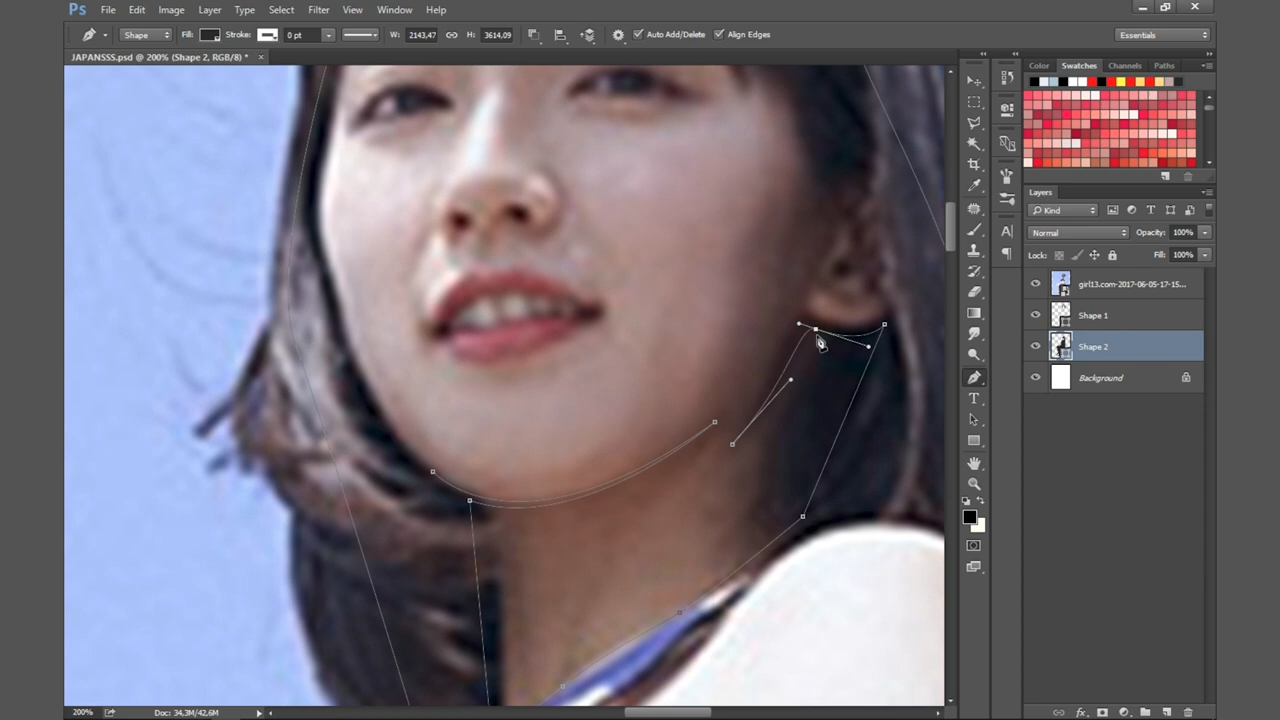 Ps File Edit Image Layer Type Select Filter View Window Help
Shape Fill: Stroke: 0 pt W: 2143,47 H: 3614,09 Auto Add/Delete Align Edges Essentials
JAPANSSS.psd @ 200% (Shape 2, RGB/8) * ×
Color Swatches Channels Paths
Layers
Kind
Normal Opacity: 100%
Lock: Fill: 100%
girl13.com-2017-06-05-17-15...
Shape 1
Shape 2
Background
200% Doc: 34,3M/42,6M